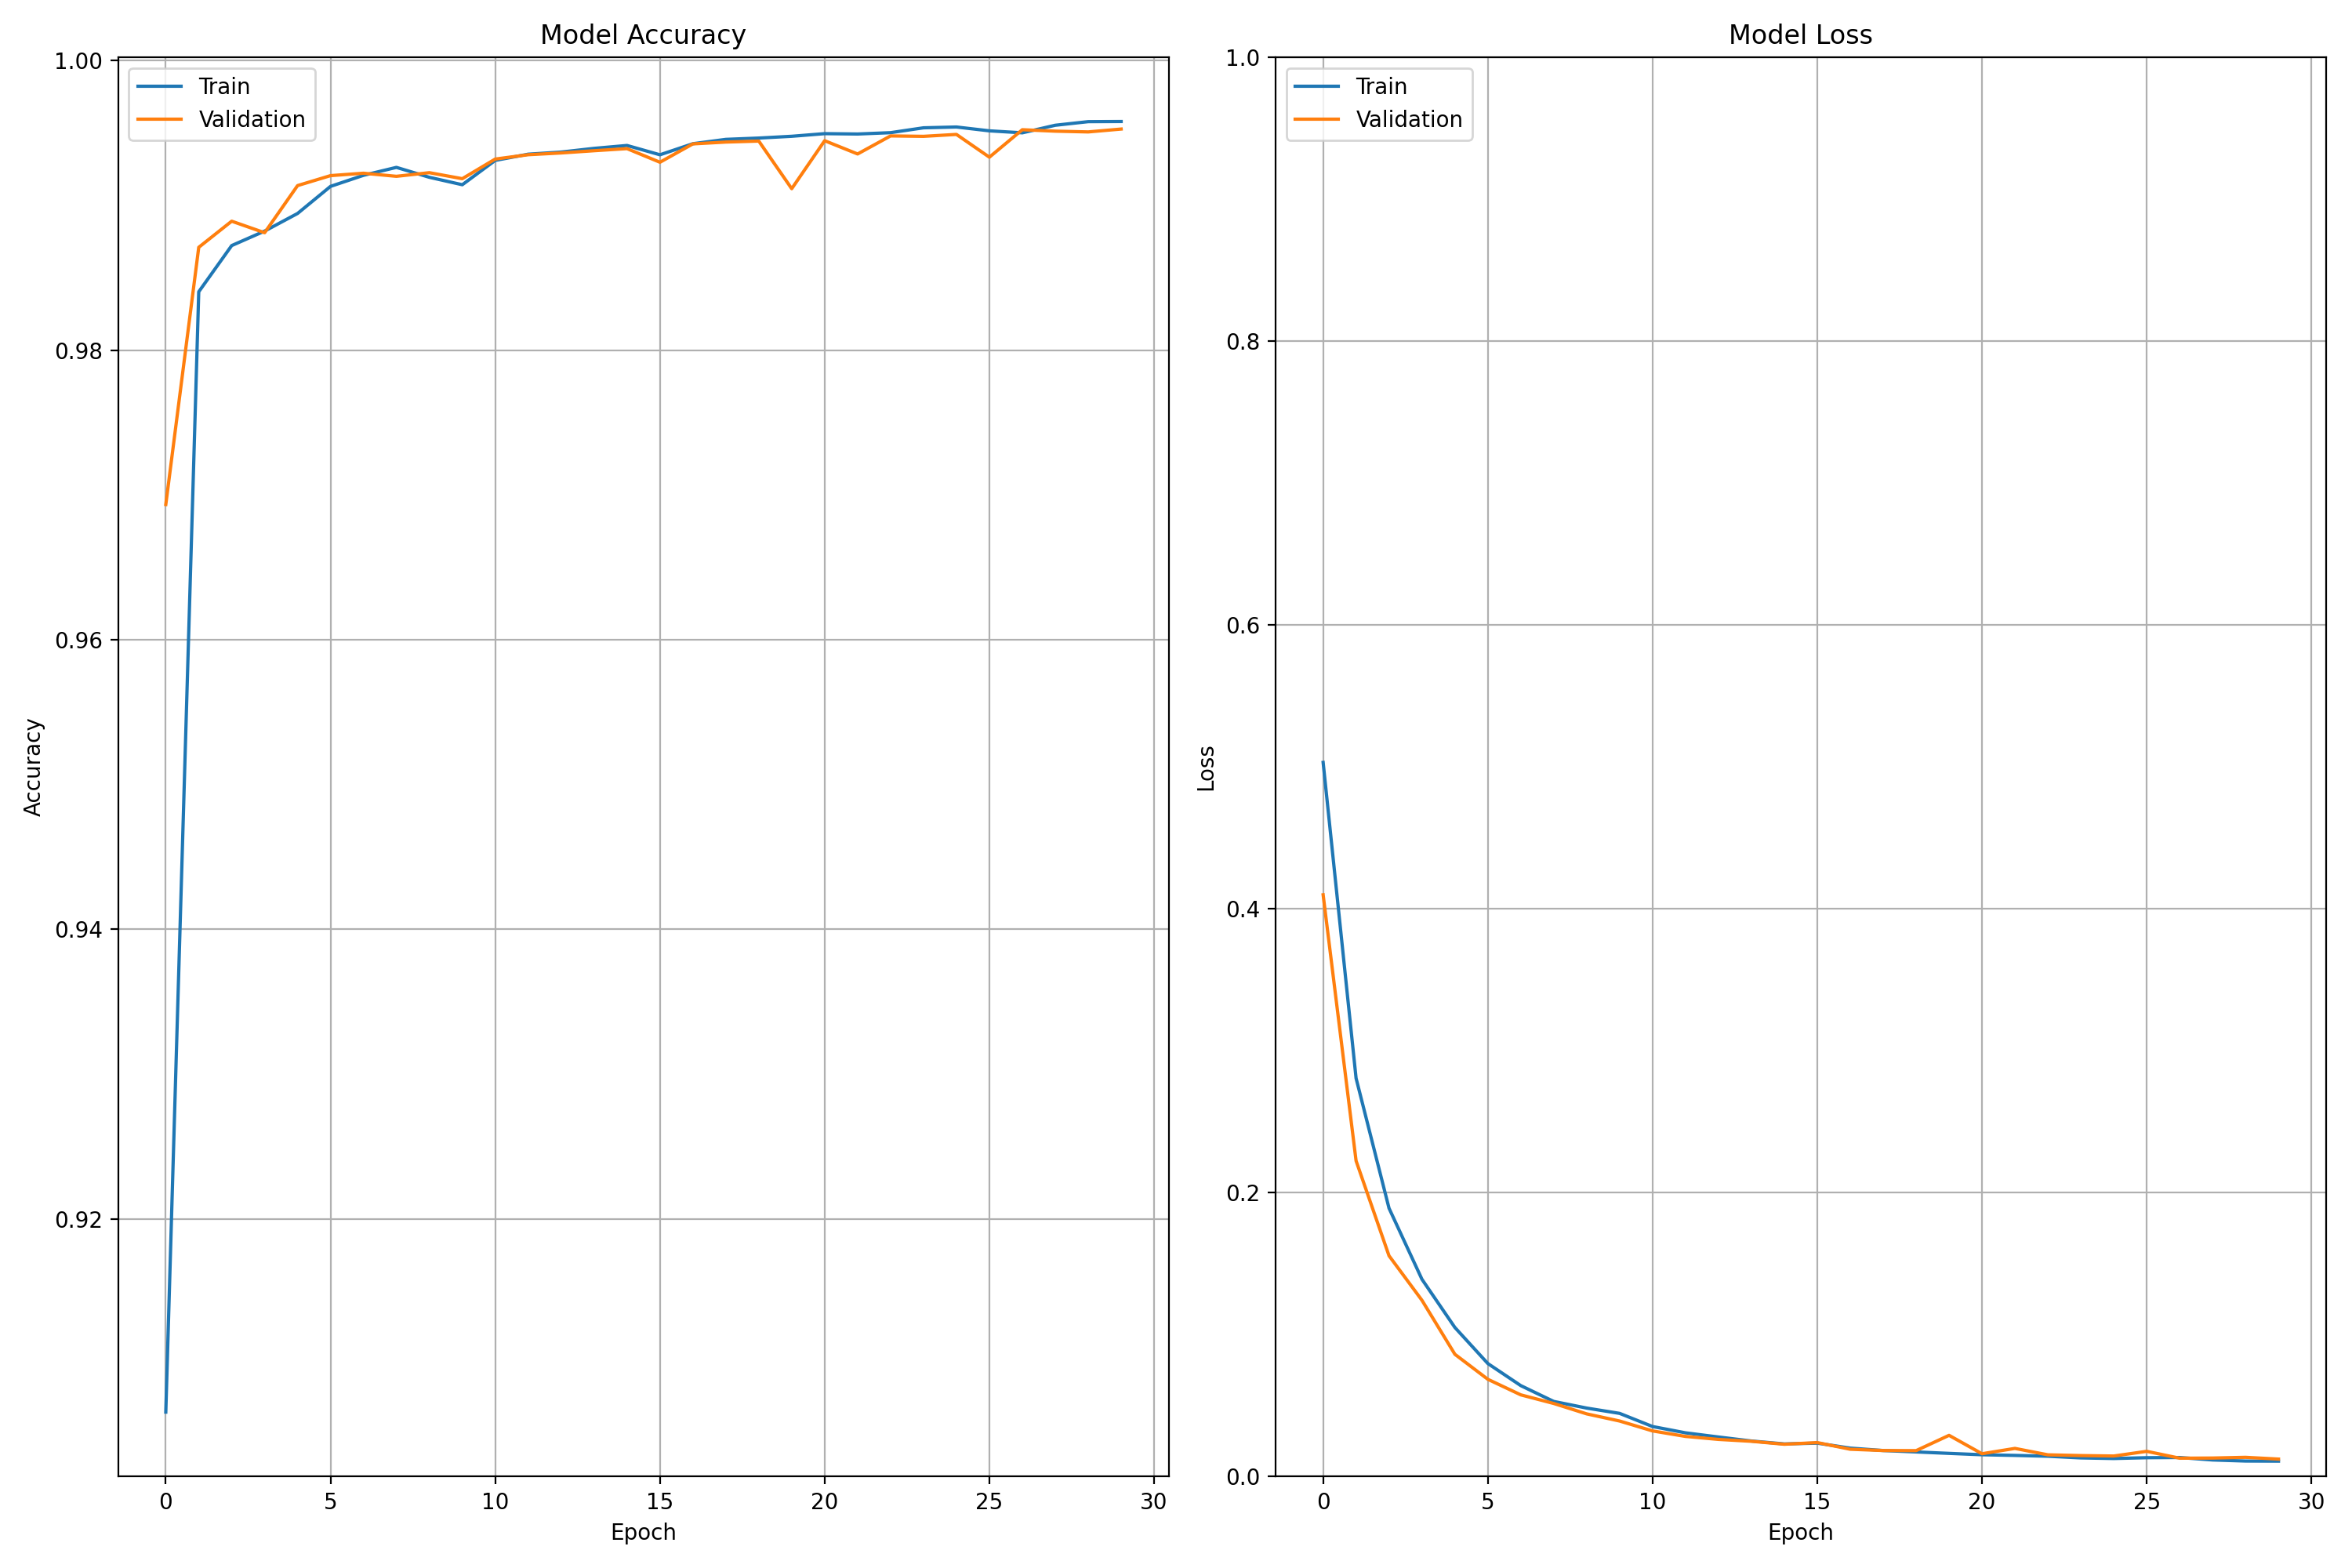 Model Accuracy
Train
Validation
1.00
0.98
0.96
0.94
0.92
Accuracy
0 5 10 15 20 25 30
Epoch
Model Loss
Train
Validation
1.0
0.8
0.6
0.4
0.2
0.0
Loss
0 5 10 15 20 25 30
Epoch